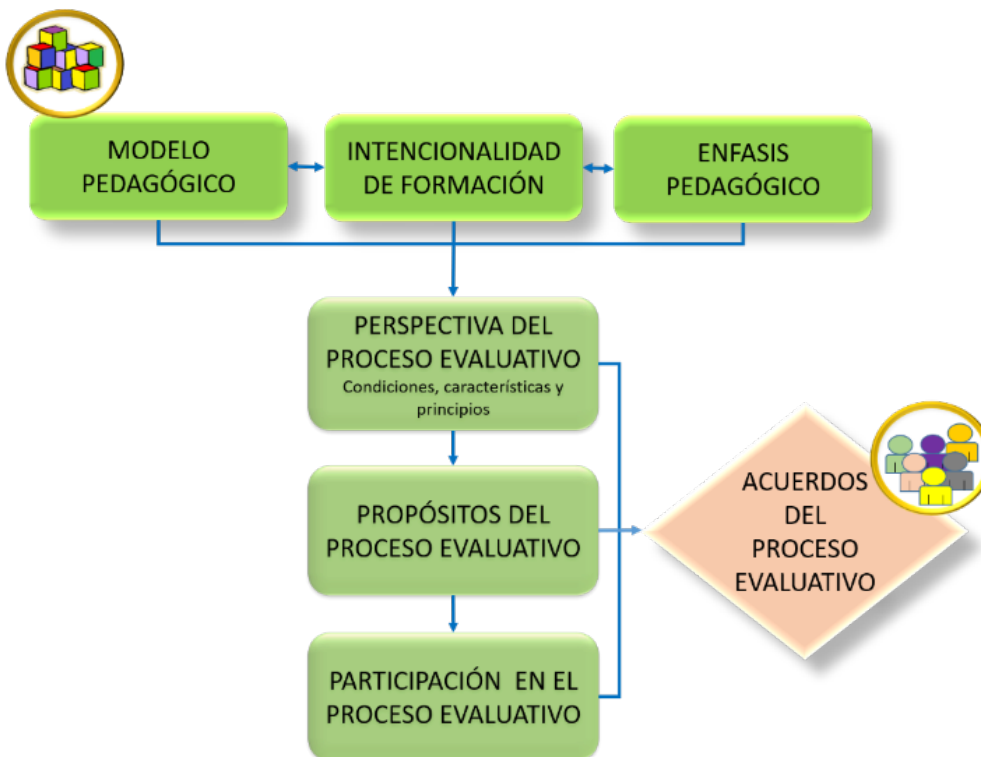 MODELO
PEDAGÓGICO
INTENCIONALIDAD
DE FORMACIÓN
ENFASIS
PEDAGÓGICO
PERSPECTIVA DEL
PROCESO EVALUATIVO
Condiciones, características y
principios
PROPÓSITOS DEL
PROCESO EVALUATIVO
PARTICIPACIÓN EN EL
PROCESO EVALUATIVO
ACUERDOS
DEL
PROCESO
EVALUATIVO